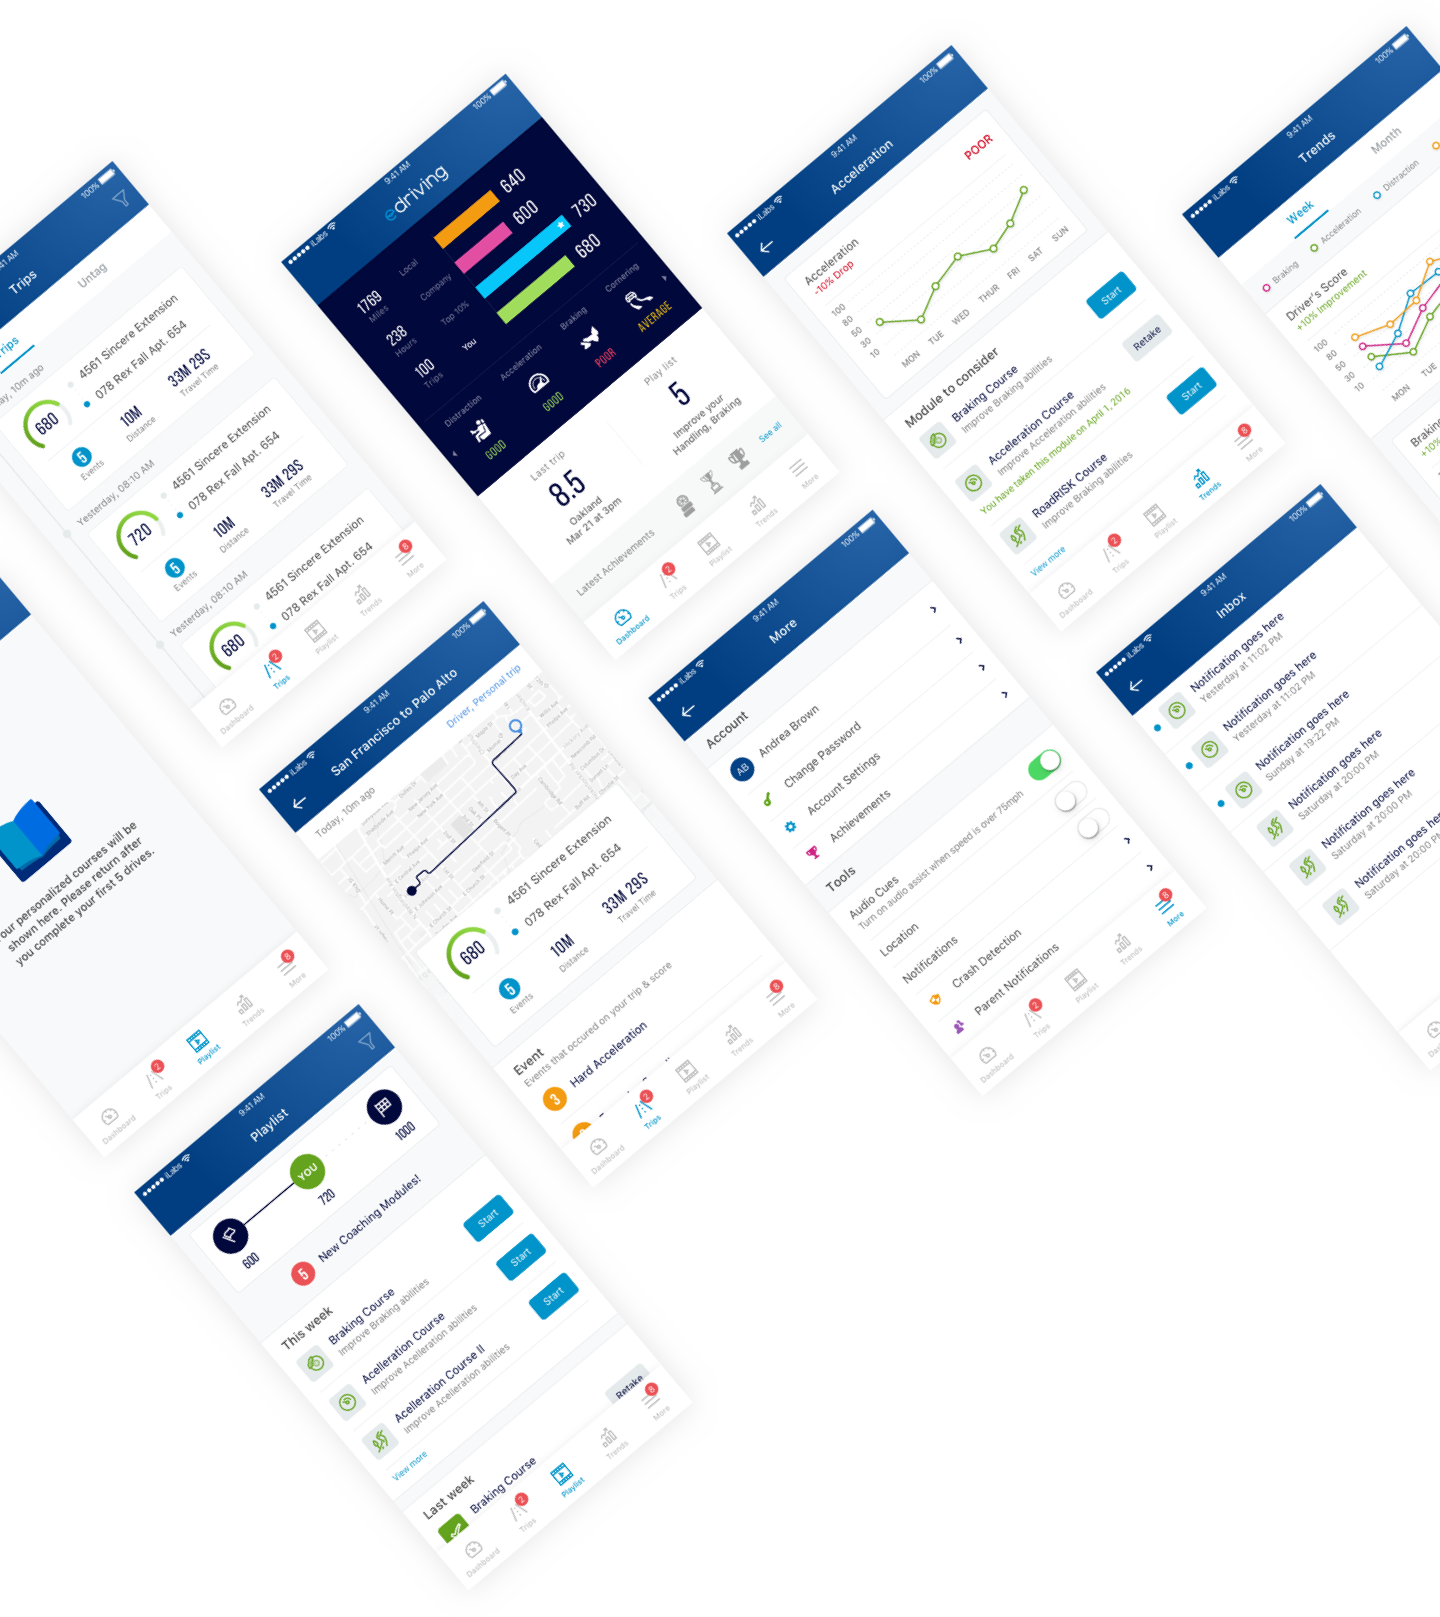 100%
:41 AM
Trips
Untag
rips
ay, 10m ago
680
4561 Sincere Extension
078 Rex Fall Apt. 654
5
Events
10M
Distance
33M 29S
Travel Time
Yesterday, 08:10 AM
720
4561 Sincere Extension
078 Rex Fall Apt. 654
5
Events
10M
Distance
33M 29S
Travel Time
Yesterday, 08:10 AM
680
4561 Sincere Extension
078 Rex Fall Apt. 654
Dashboard
2
Trips
Playlist
Trends
8
More
iLabs
9:41 AM
100%
edriving
1769
Miles
238
Hours
100
Trips
Local
640
Company
600
Top 10%
730
You
680
Distraction
GOOD
Acceleration
GOOD
Braking
POOR
Cornering
AVERAGE
Last trip
8.5
Oakland
Mar 21 at 3pm
Play list
5
Improve your
Handling, Braking
Latest Achievements
See all
Dashboard
2
Trips
Playlist
Trends
More
iLabs
9:41 AM
100%
Acceleration
Acceleration
-10% Drop
POOR
100
80
50
30
10
MON
TUE
WED
THUR
FRI
SAT
SUN
Module to consider
Braking Course
Improve Braking abilities
Start
Acceleration Course
Improve Acceleration abilities
You have taken this module on April 1, 2016
Retake
RoadRISK Course
Improve Braking abilities
Start
View more
Dashboard
2
Trips
Playlist
Trends
8
More
iLabs
9:41 AM
100%
Trends
Week
Month
Braking
Acceleration
Distraction
Driver's Score
+10% Improvement
100
80
50
30
10
MON
TUE
Braking
+10%
our personalized courses will be
shown here. Please return after
you complete your first 5 drives.
Dashboard
2
Trips
Playlist
Trends
8
More
iLabs
9:41 AM
100%
San Francisco to Palo Alto
Today, 10m ago
Driver, Personal trip
680
4561 Sincere Extension
078 Rex Fall Apt. 654
5
Events
10M
Distance
33M 29S
Travel Time
Event
Events that occured on your trip & score
3
Hard Acceleration
Dashboard
2
Trips
Playlist
Trends
8
More
iLabs
9:41 AM
100%
More
Account
AB
Andrea Brown
Change Password
Account Settings
Achievements
Tools
Audio Cues
Turn on audio assist when speed is over 75mph
Location
Notifications
Crash Detection
Parent Notifications
Dashboard
2
Trips
Playlist
Trends
8
More
iLabs
9:41 AM
100%
Inbox
Notification goes here
Yesterday at 11:02 PM
Notification goes here
Yesterday at 11:02 PM
Notification goes here
Sunday at 19:22 PM
Notification goes here
Saturday at 20:00 PM
Notification goes here
Saturday at 20:00 PM
Notification goes here
Saturday at 20:00 PM
Das
iLabs
9:41 AM
100%
Playlist
600
YOU
720
1000
5
New Coaching Modules!
This week
Braking Course
Improve Braking abilities
Start
Acelleration Course
Improve Acelleration abilities
Start
Acelleration Course II
Improve Acelleration abilities
Start
View more
Last week
Braking Course
Retake
Dashboard
2
Trips
Playlist
Trends
8
More